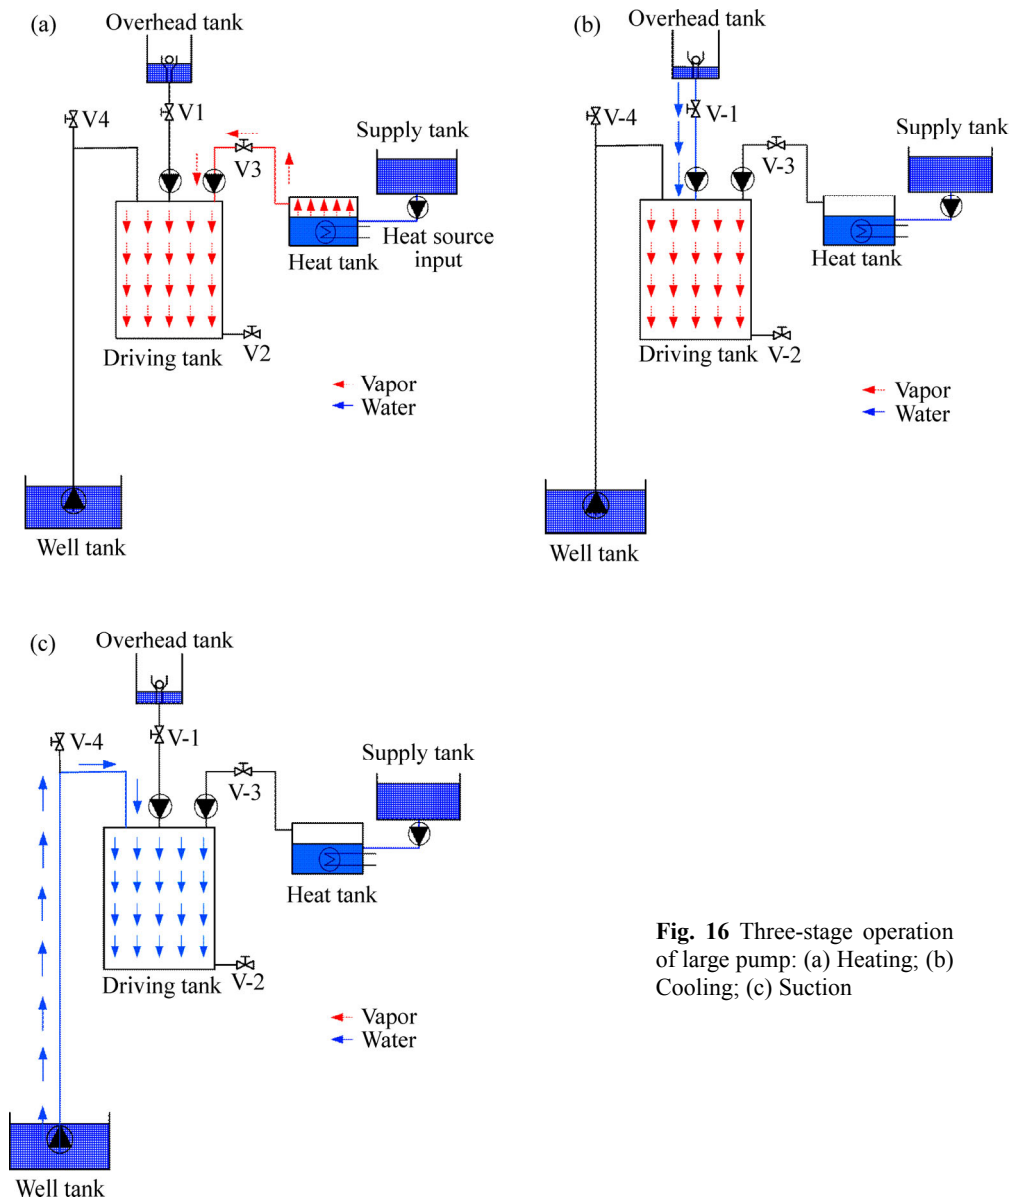 (a)
Overhead tank
V4
V1
V3
Supply tank
Heat source
input
Heat tank
V2
Driving tank
Vapor
Water
Well tank
(b)
Overhead tank
V-4
V-1
V-3
Supply tank
Heat tank
Driving tank
V-2
Vapor
Water
Well tank
(c)
Overhead tank
V-4
V-1
V-3
Supply tank
Heat tank
Driving tank
V-2
Vapor
Water
Well tank
Fig. 16 Three-stage operation
of large pump: (a) Heating; (b)
Cooling; (c) Suction